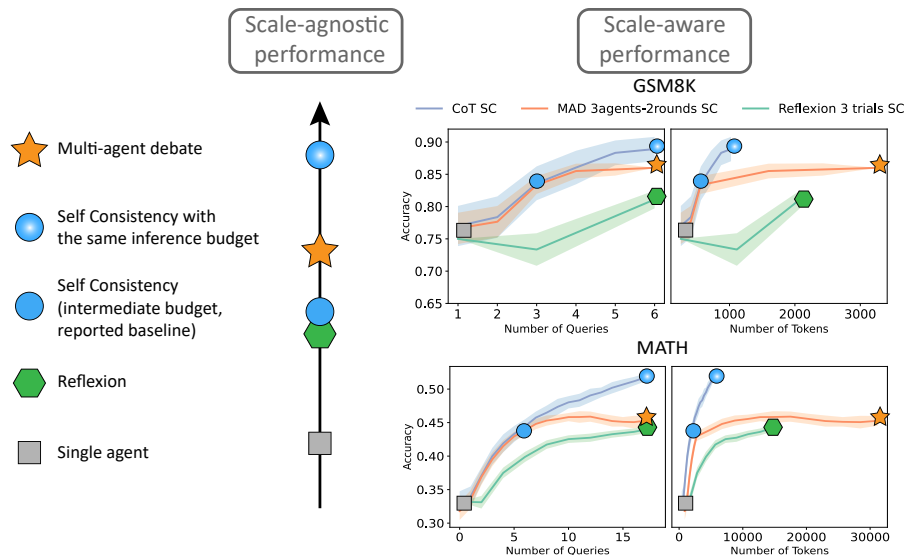 Scale-agnostic
performance
Scale-aware
performance
Multi-agent debate
Self Consistency with
the same inference budget
Self Consistency
(intermediate budget,
reported baseline)
Reflexion
Single agent
GSM8K
CoT SC
MAD 3agents-2rounds SC
Reflexion 3 trials SC
Accuracy
0.90
0.85
0.80
0.75
0.70
0.65
1 2 3 4 5 6
Number of Queries
1000 2000 3000
Number of Tokens
MATH
Accuracy
0.50
0.45
0.40
0.35
0.30
0 5 10 15
Number of Queries
0 10000 20000 30000
Number of Tokens